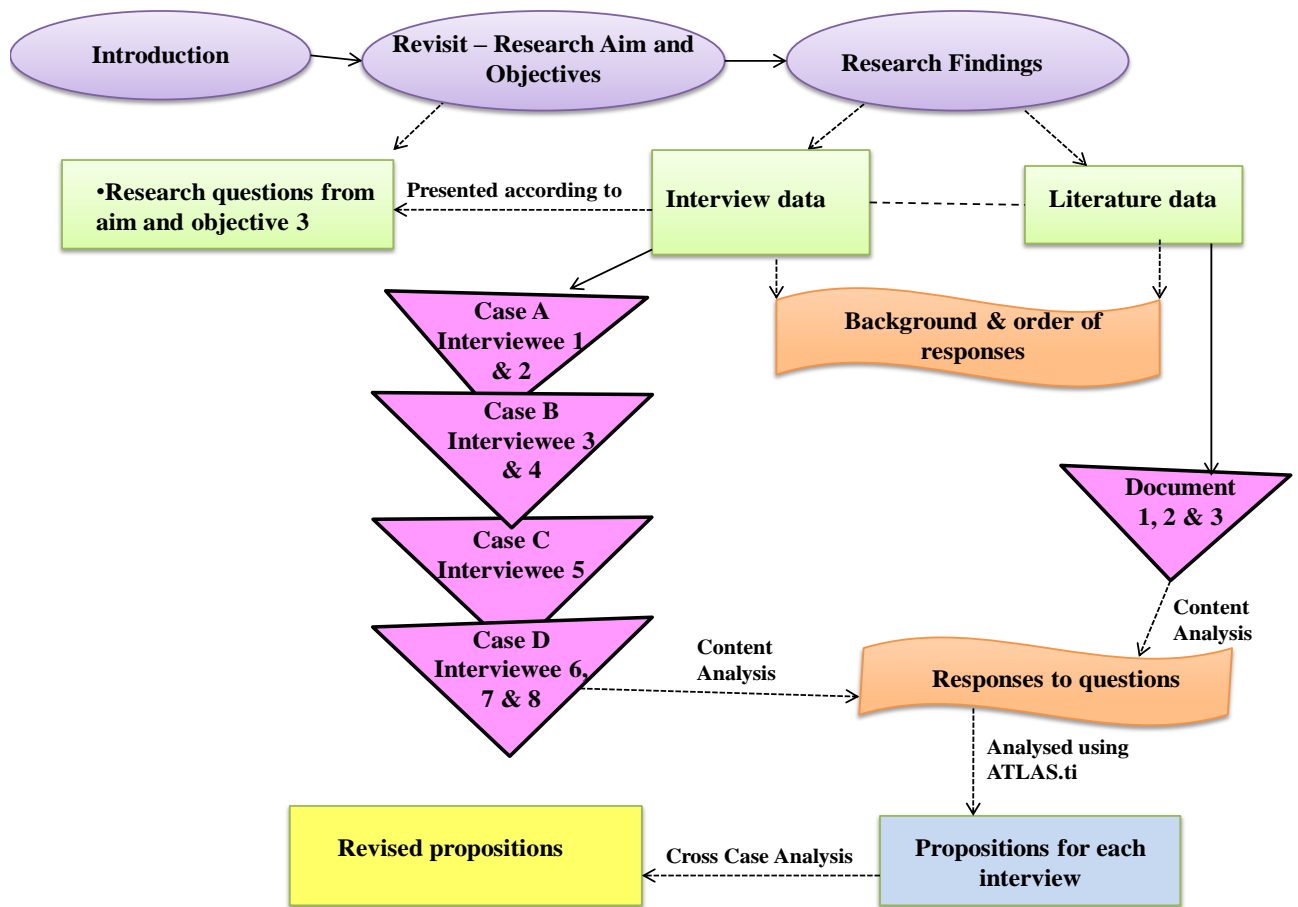 Introduction
Revisit – Research Aim and
Objectives
Research Findings
•Research questions from
aim and objective 3
Presented according to
Interview data
Literature data
Case A
Interviewee 1
& 2
Background & order of
responses
Case B
Interviewee 3
& 4
Document
1, 2 & 3
Case C
Interviewee 5
Content
Analysis
Case D
Interviewee 6,
7 & 8
Content
Analysis
Responses to questions
Analysed using
ATLAS.ti
Revised propositions
Cross Case Analysis
Propositions for each
interview